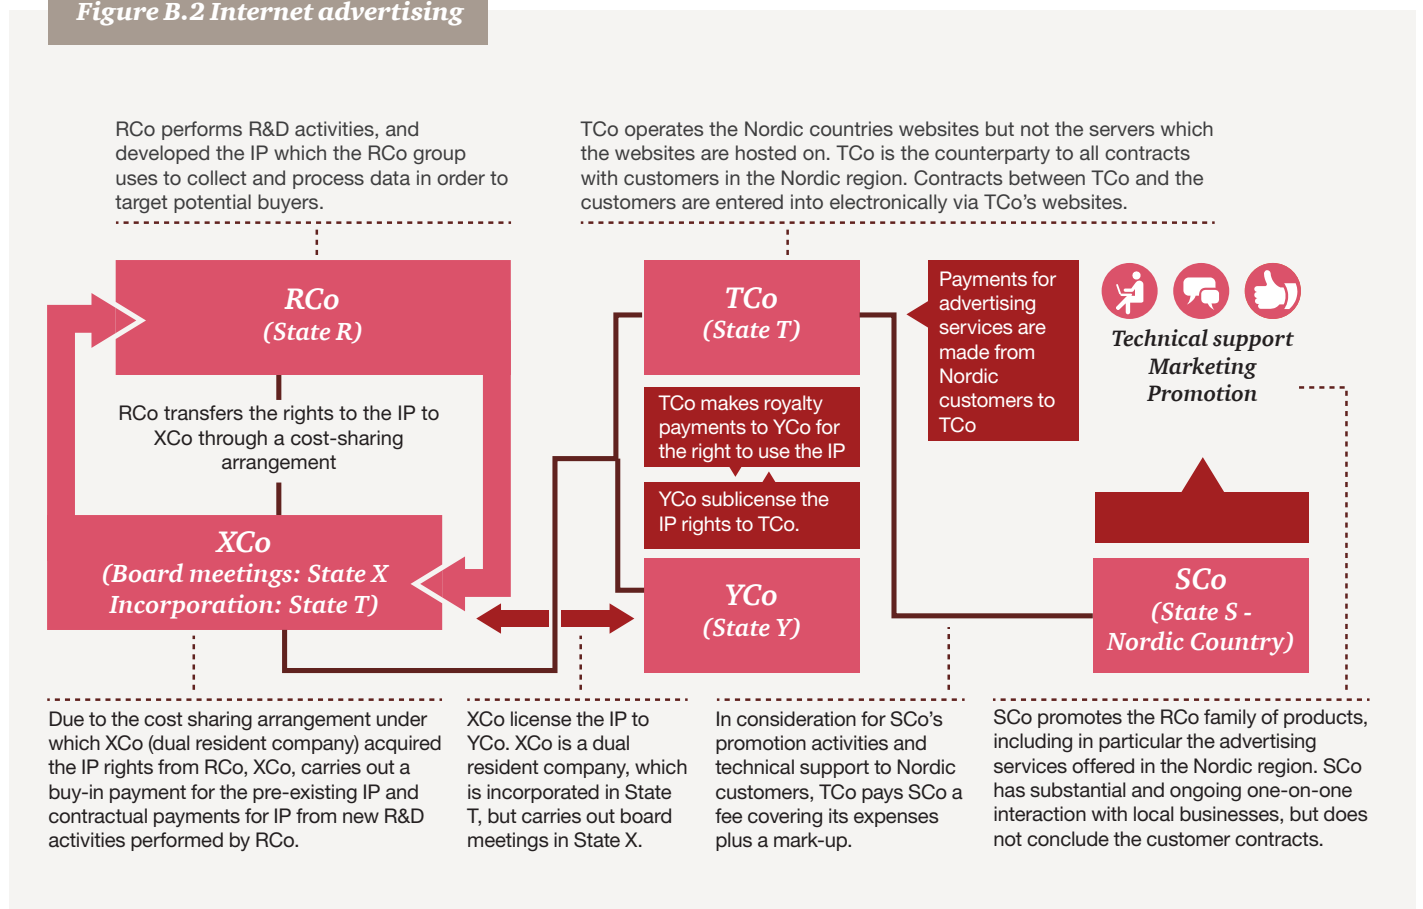 Figure B.2 Internet advertising
RCo performs R&D activities, and
developed the IP which the RCo group
uses to collect and process data in order to
target potential buyers.
TCo operates the Nordic countries websites but not the servers which
the websites are hosted on. TCo is the counterparty to all contracts
with customers in the Nordic region. Contracts between TCo and the
customers are entered into electronically via TCo’s websites.
RCo
(State R)
RCo transfers the rights to the IP to
XCo through a cost-sharing
arrangement
XCo
(Board meetings: State X
Incorporation: State T)
TCo
(State T)
TCo makes royalty
payments to YCo for
the right to use the IP
YCo sublicense the
IP rights to TCo.
YCo
(State Y)
Payments for
advertising
services are
made from
Nordic
customers to
TCo
Technical support
Marketing
Promotion
SCo
(State S -
Nordic Country)
Due to the cost sharing arrangement under
which XCo (dual resident company) acquired
the IP rights from RCo, XCo, carries out a
buy-in payment for the pre-existing IP and
contractual payments for IP from new R&D
activities performed by RCo.
XCo license the IP to
YCo. XCo is a dual
resident company, which
is incorporated in State
T, but carries out board
meetings in State X.
In consideration for SCo’s
promotion activities and
technical support to Nordic
customers, TCo pays SCo a
fee covering its expenses
plus a mark-up.
SCo promotes the RCo family of products,
including in particular the advertising
services offered in the Nordic region. SCo
has substantial and ongoing one-on-one
interaction with local businesses, but does
not conclude the customer contracts.